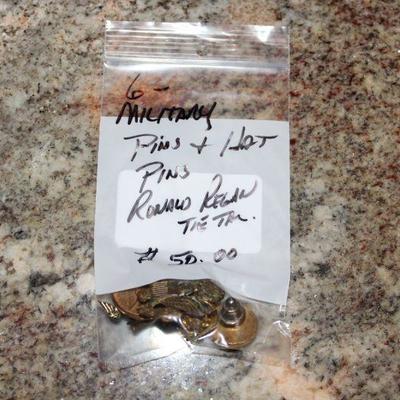 6 -
MILITARY
PINS + HAT
PINS
RONALD REGAN
TIE TAC.
# 50.00